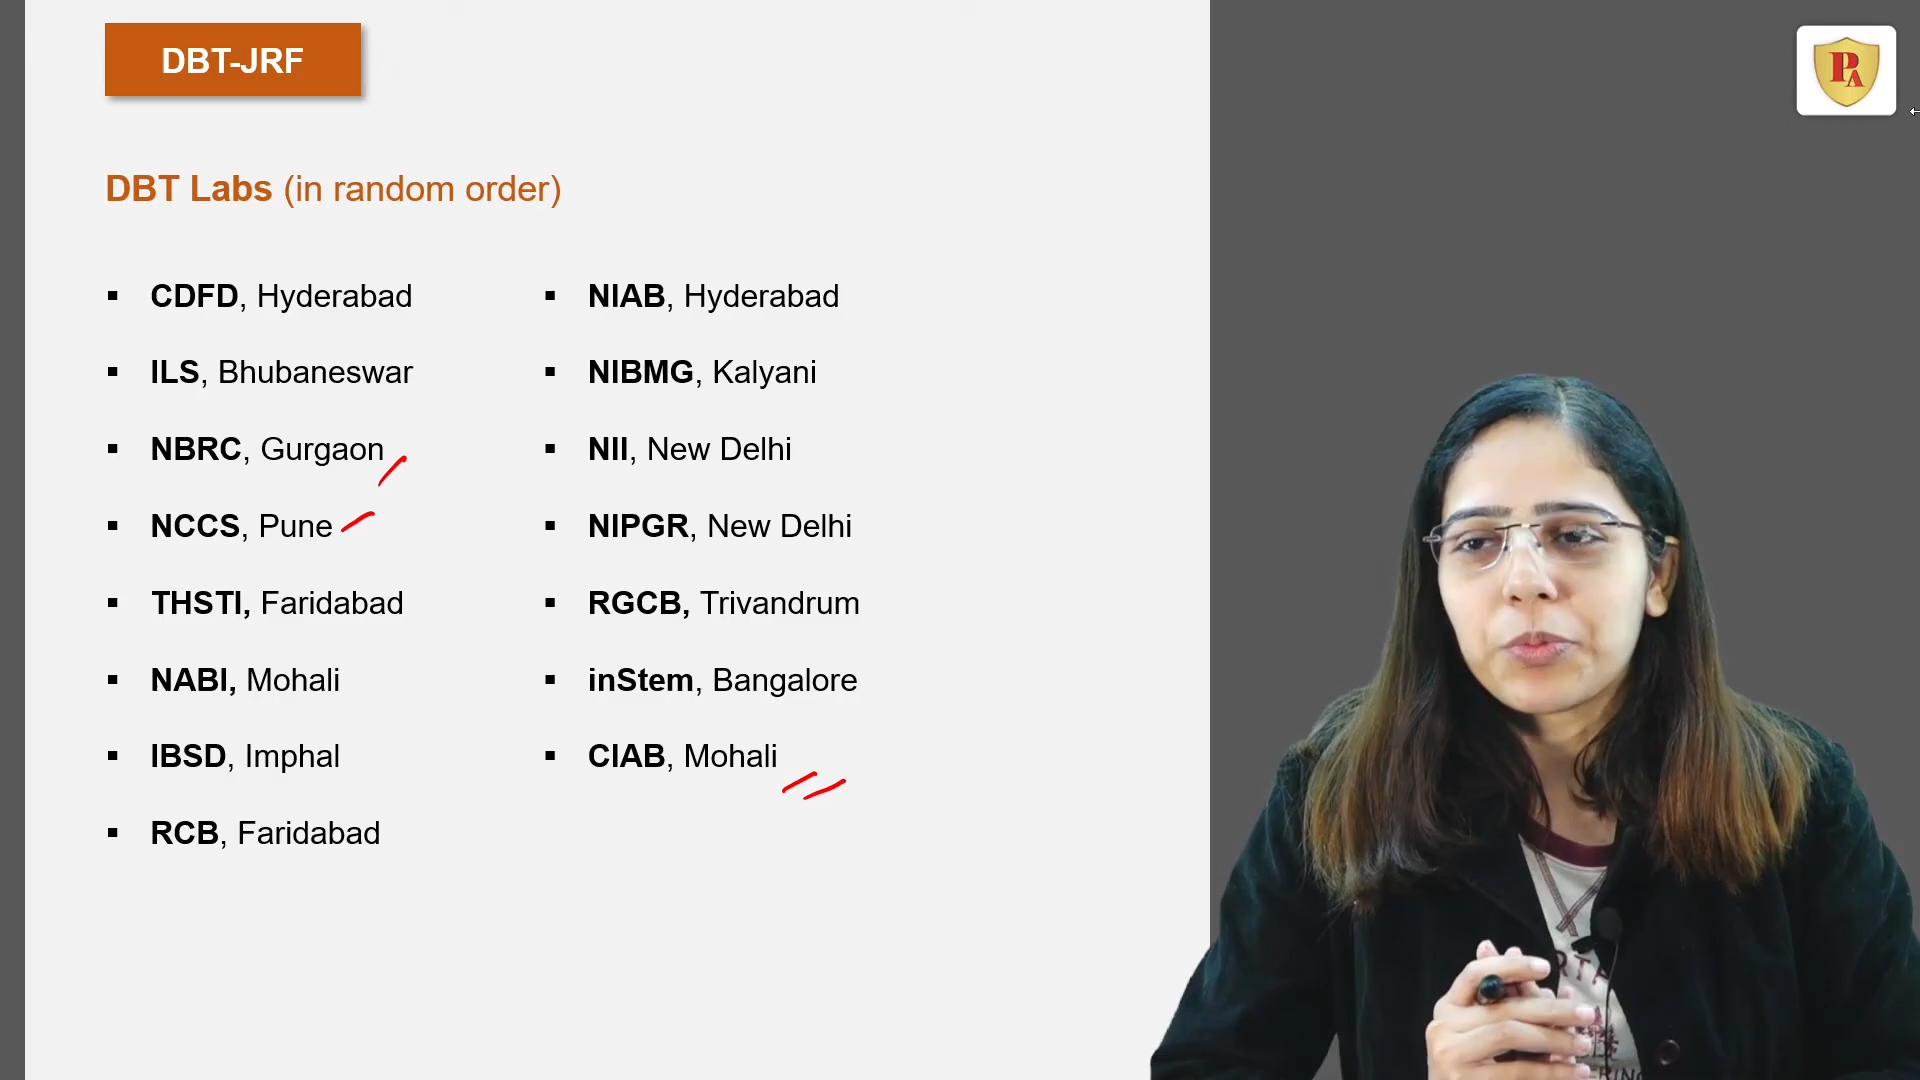 DBT-JRF
PA
DBT Labs (in random order)
▪ CDFD, Hyderabad
▪ ILS, Bhubaneswar
▪ NBRC, Gurgaon
▪ NCCS, Pune
▪ THSTI, Faridabad
▪ NABI, Mohali
▪ IBSD, Imphal
▪ RCB, Faridabad
▪ NIAB, Hyderabad
▪ NIBMG, Kalyani
▪ NII, New Delhi
▪ NIPGR, New Delhi
▪ RGCB, Trivandrum
▪ inStem, Bangalore
▪ CIAB, Mohali